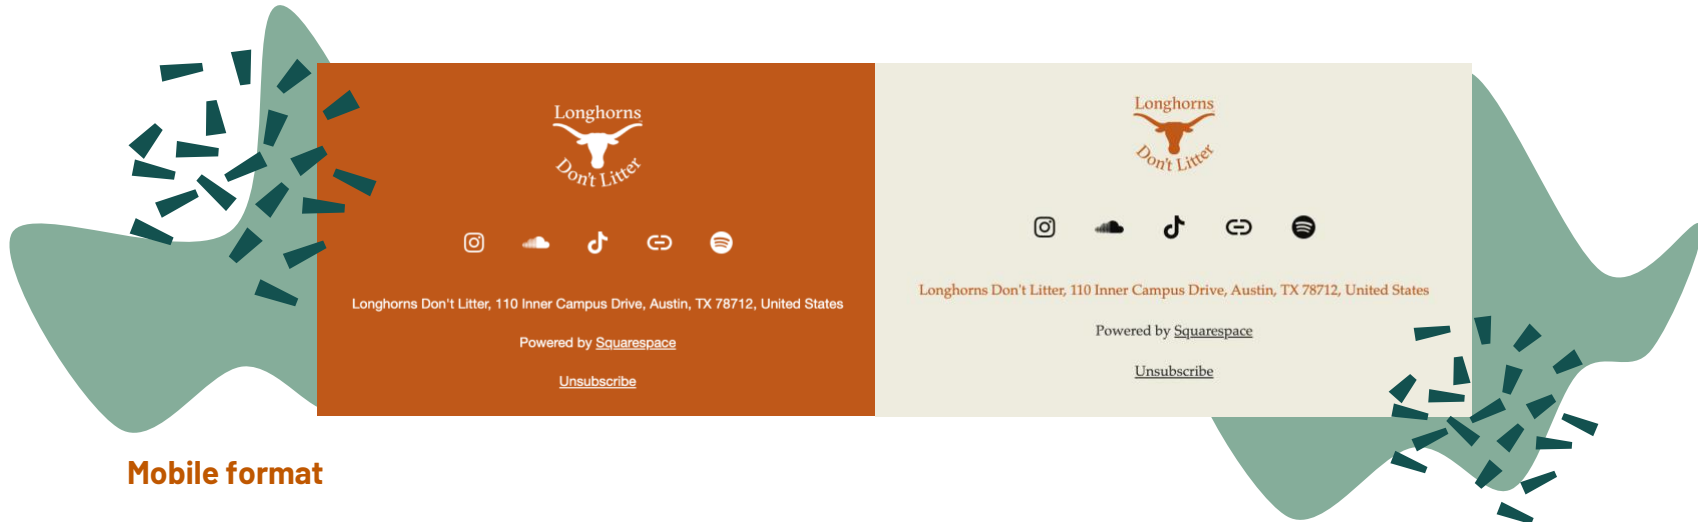 Longhorns
Don't Litter
Longhorns Don't Litter, 110 Inner Campus Drive, Austin, TX 78712, United States
Powered by Squarespace
Unsubscribe
Longhorns
Don't Litter
Longhorns Don't Litter, 110 Inner Campus Drive, Austin, TX 78712, United States
Powered by Squarespace
Unsubscribe
Mobile format